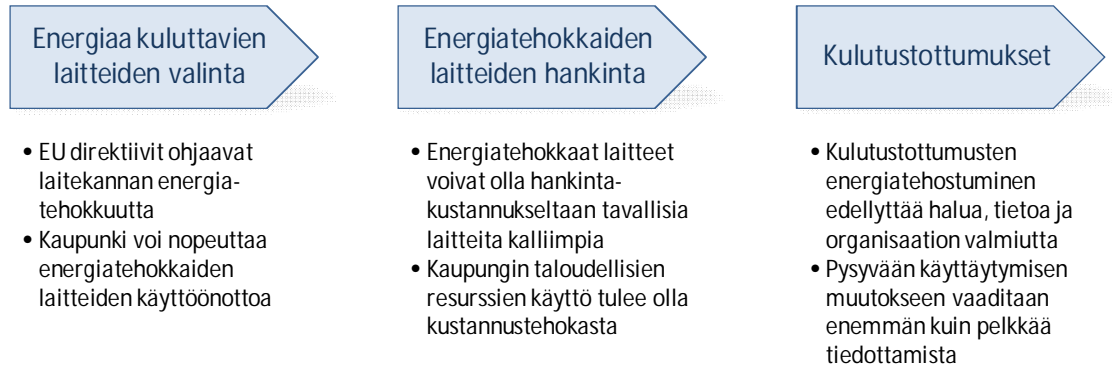 Energiaa kuluttavien
laitteiden valinta
• EU direktiivit ohjaavat
laitekannan energia-
tehokkuutta
• Kaupunki voi nopeuttaa
energiatehokkaiden
laitteiden käyttöönottoa
Energiatehokkaiden
laitteiden hankinta
• Energiatehokkaat laitteet
voivat olla hankinta-
kustannukseltaan tavallisia
laitteita kalliimpia
• Kaupungin taloudellisien
resurssien käyttö tulee olla
kustannustehokasta
Kulutustottumukset
• Kulutustottumusten
energiatehostuminen
edellyttää halua, tietoa ja
organisaation valmiutta
• Pysyvään käyttäytymisen
muutokseen vaaditaan
enemmän kuin pelkkää
tiedottamista